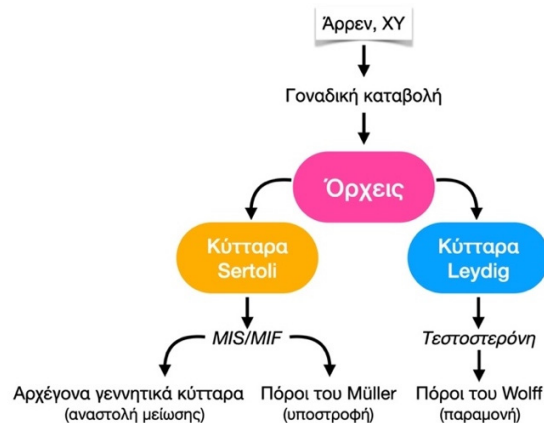 Άρρεν, XY
Γοναδική καταβολή
Όρχεις
Κύτταρα
Sertoli
Κύτταρα
Leydig
MIS/MIF
Τεστοστερόνη
Αρχέγονα γεννητικά κύτταρα
(αναστολή μείωσης)
Πόροι του Müller
(υποστροφή)
Πόροι του Wolff
(παραμονή)